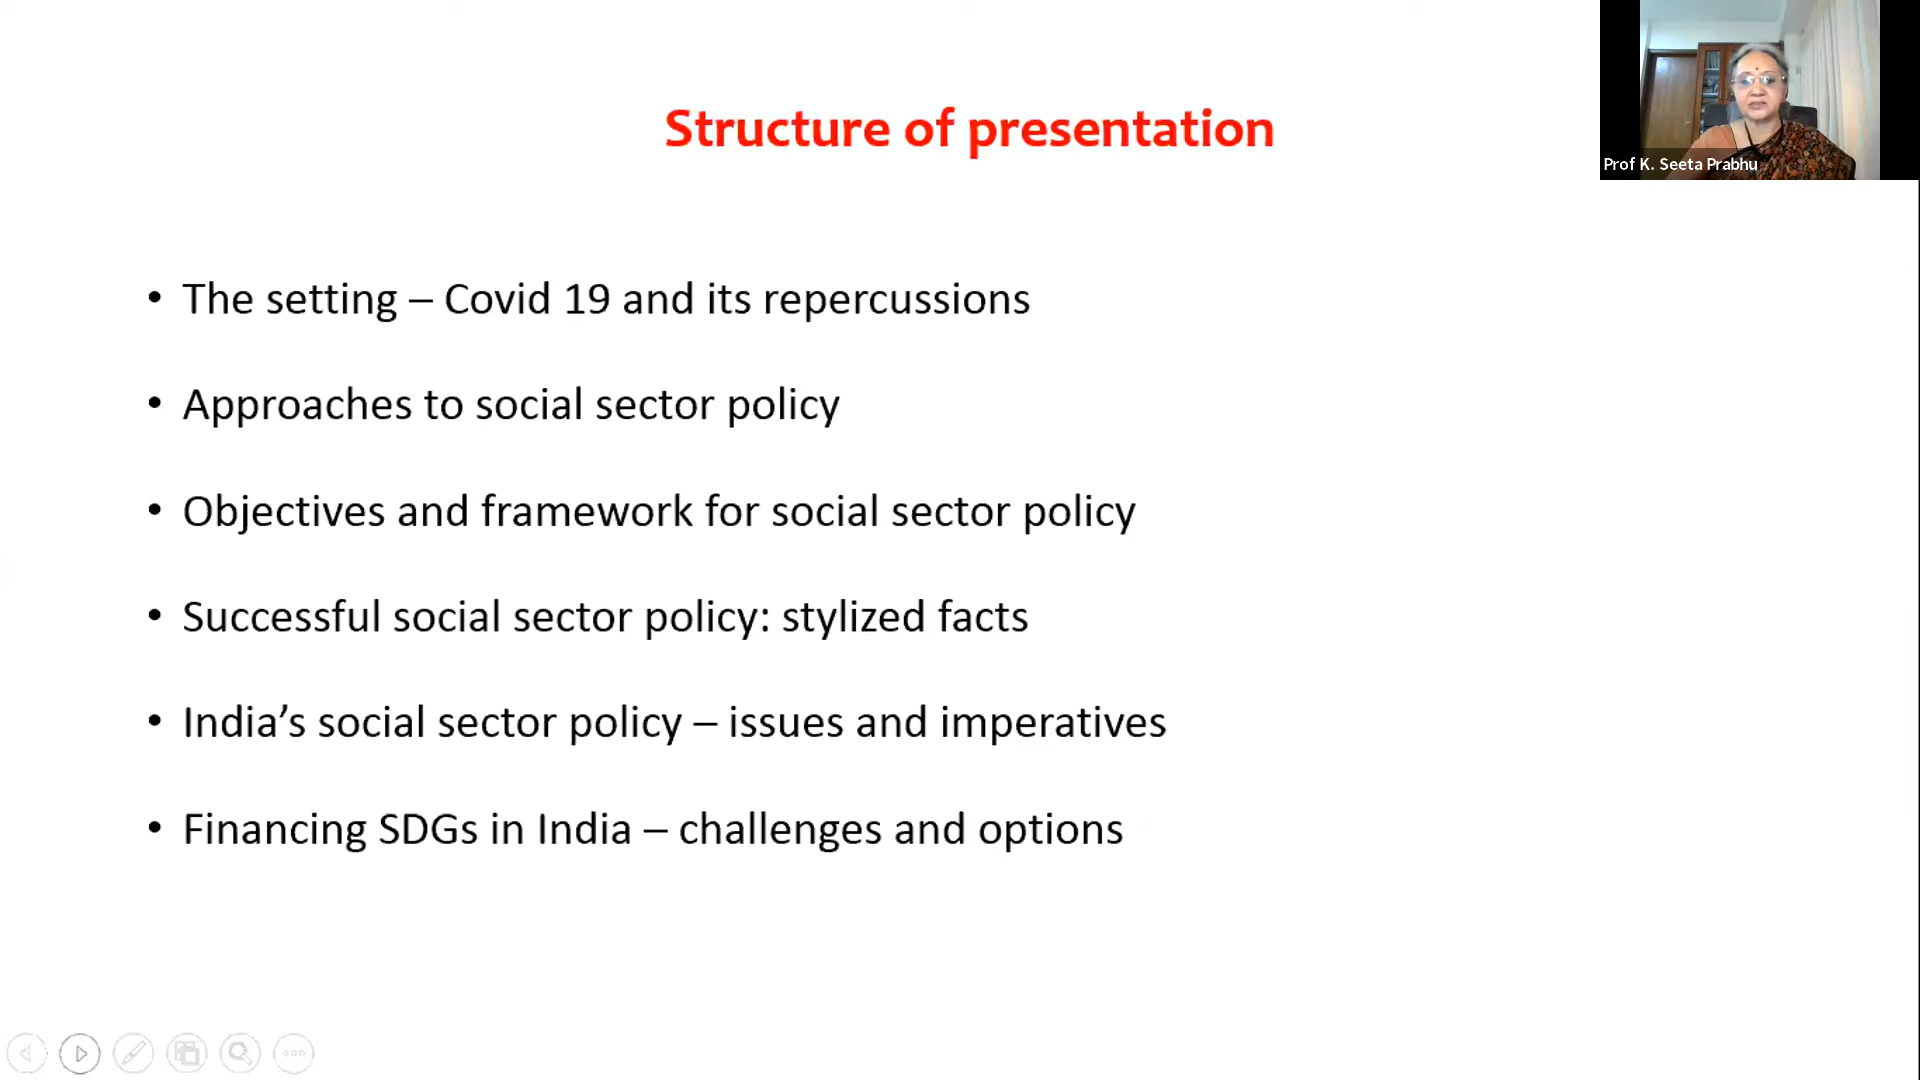 Structure of presentation
Prof K. Seeta Prabhu
• The setting – Covid 19 and its repercussions
• Approaches to social sector policy
• Objectives and framework for social sector policy
• Successful social sector policy: stylized facts
• India’s social sector policy – issues and imperatives
• Financing SDGs in India – challenges and options